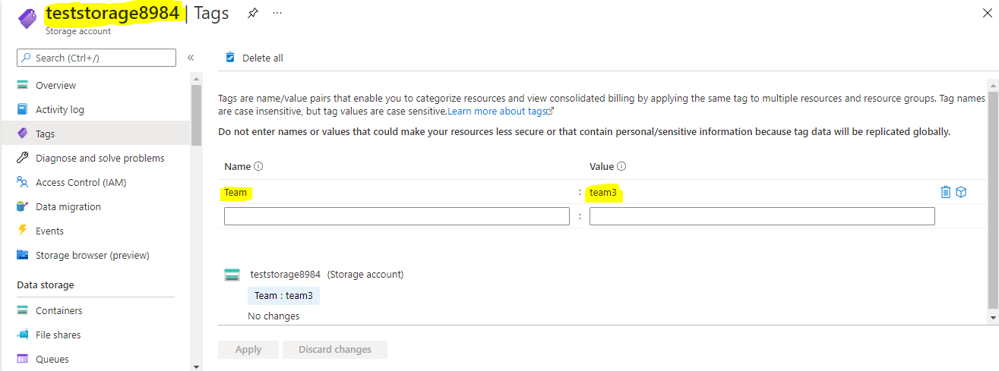 teststorage8984 | Tags ...
Storage account
Search (Ctrl+/) «
Overview
Activity log
Tags
Diagnose and solve problems
Access Control (IAM)
Data migration
Events
Storage browser (preview)
Data storage
Containers
File shares
Queues
Delete all
Tags are name/value pairs that enable you to categorize resources and view consolidated billing by applying the same tag to multiple resources and resource groups. Tag names
are case insensitive, but tag values are case sensitive.Learn more about tags
Do not enter names or values that could make your resources less secure or that contain personal/sensitive information because tag data will be replicated globally.
Name Value
Team : team3
:
teststorage8984 (Storage account)
Team : team3
No changes
Apply Discard changes